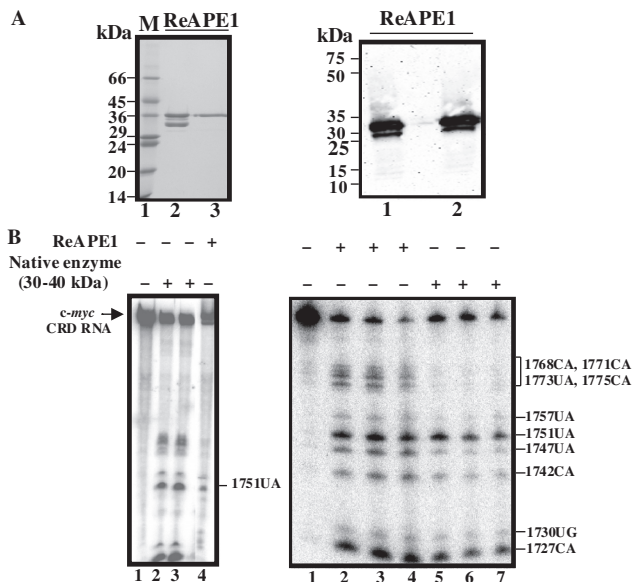 A
kDa M ReAPE1
66
45
36
29
24
20
14
1 2 3
ReAPE1
kDa
75
50
35
30
25
15
10
1 2
B
ReAPE1 – – – +
Native enzyme
(30-40 kDa) – + + –
c-myc
CRD RNA
1751UA
1 2 3 4
– + + + – – –
– – – – + + +
1768CA, 1771CA
1773UA, 1775CA
1757UA
1751UA
1747UA
1742CA
1730UG
1727CA
1 2 3 4 5 6 7